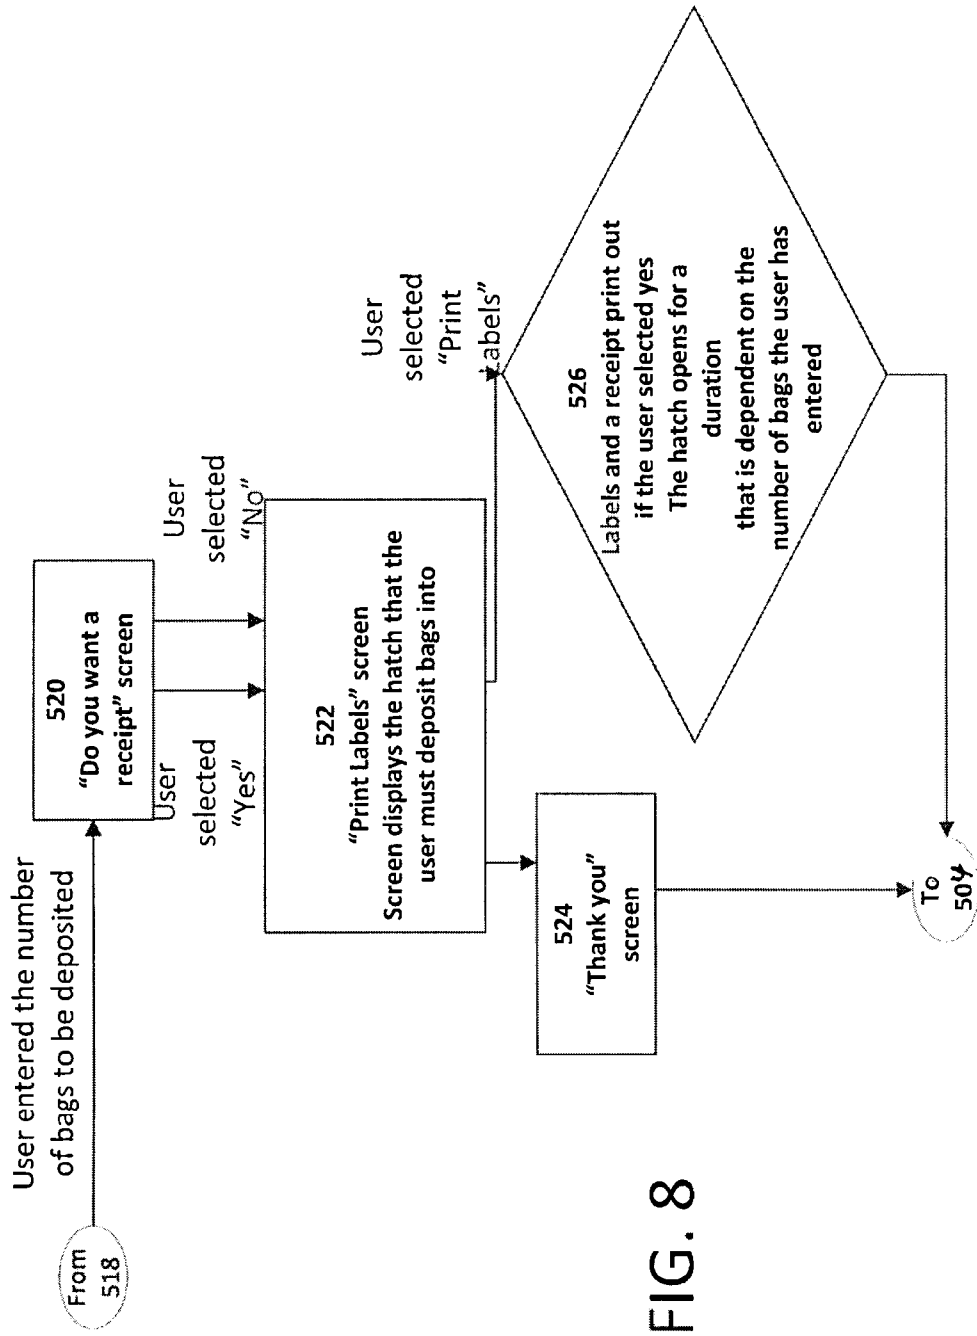 User entered the number
of bags to be deposited
From
518
520
“Do you want a
receipt” screen
User
selected
“Yes”
User
selected
“No”
522
“Print Labels” screen
Screen displays the hatch that the
user must deposit bags into
User
selected
“Print
Labels”
524
“Thank you”
screen
526
Labels and a receipt print out
if the user selected yes
The hatch opens for a
duration
that is dependent on the
number of bags the user has
entered
To
504
FIG. 8